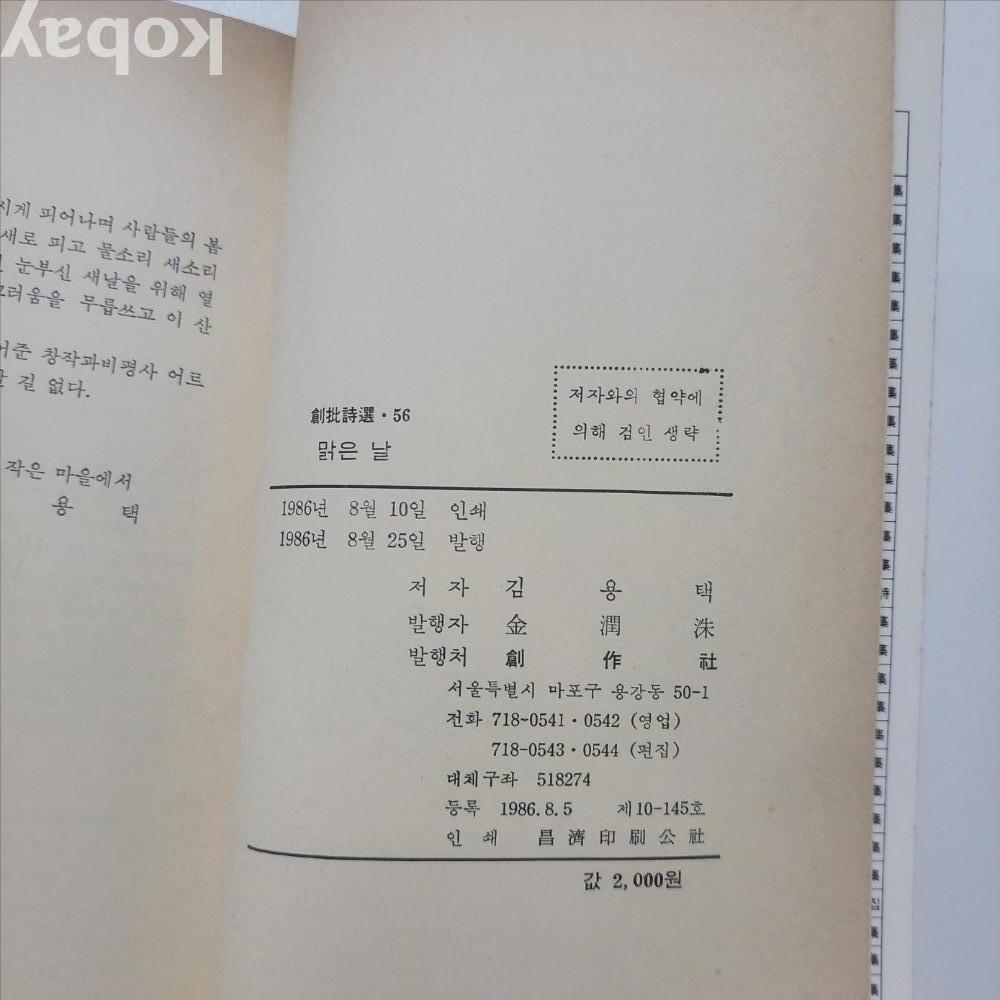 kobay
시게 피어나며 사람들의 봄
새로 피고 물소리 새소리
눈부신 새날을 위해 열
그러움을 무릅쓰고 이 산
어준 창작과비평사 어르
길 없다.
작은 마을에서
용 택
저자와의 협약에
의해 검인 생략
創批詩選・56
맑은 날
1986년 8월 10일 인쇄
1986년 8월 25일 발행
저 자 김 용 택
발행자 金 潤 洙
발행처 創 作 社
서울특별시 마포구 용강동 50-1
전화 718-0541・0542 (영업)
718-0543・0544 (편집)
대체구좌 518274
등록 1986.8.5 제10-145호
인 쇄 昌濟印刷公社
값 2,000원